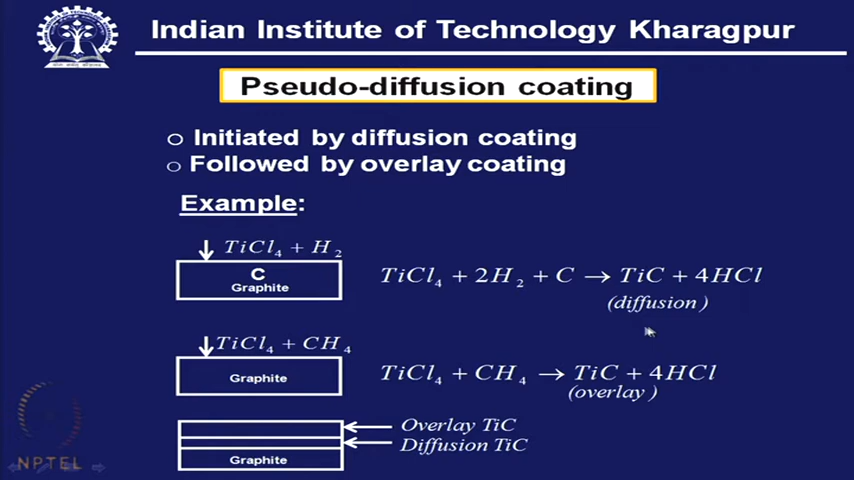 Indian Institute of Technology Kharagpur
Pseudo-diffusion coating
o Initiated by diffusion coating
o Followed by overlay coating
Example:
TiCl₄ + H₂
C
Graphite
TiCl₄ + 2H₂ + C → TiC + 4HCl
(diffusion)
TiCl₄ + CH₄
Graphite
TiCl₄ + CH₄ → TiC + 4HCl
(overlay)
Overlay TiC
Diffusion TiC
Graphite
NPTEL